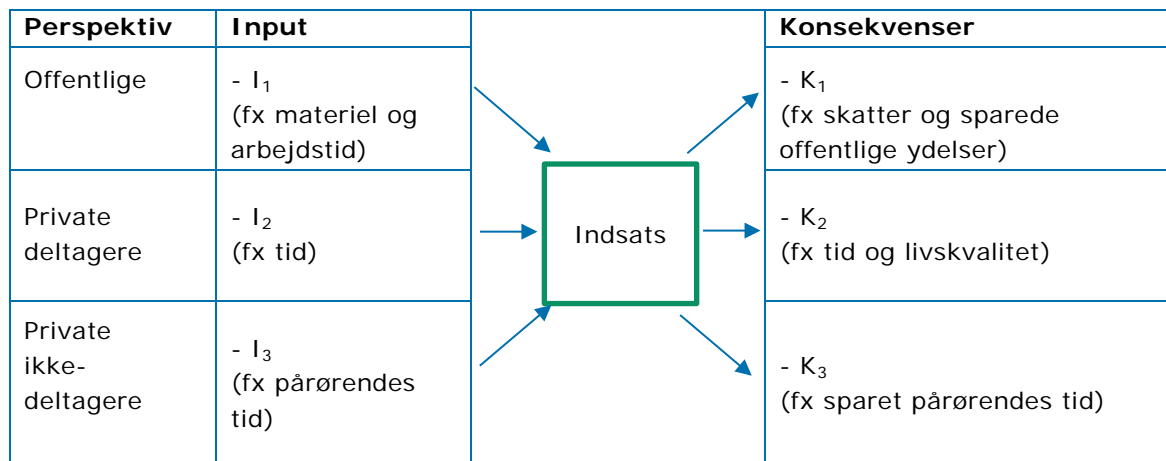 Perspektiv
Input
Konsekvenser
Offentlige
- I₁
(fx materiel og
arbejdstid)
- K₁
(fx skatter og sparede
offentlige ydelser)
Private
deltagere
- I₂
(fx tid)
Indsats
- K₂
(fx tid og livskvalitet)
Private
ikke-
deltagere
- I₃
(fx pårørendes
tid)
- K₃
(fx sparet pårørendes tid)